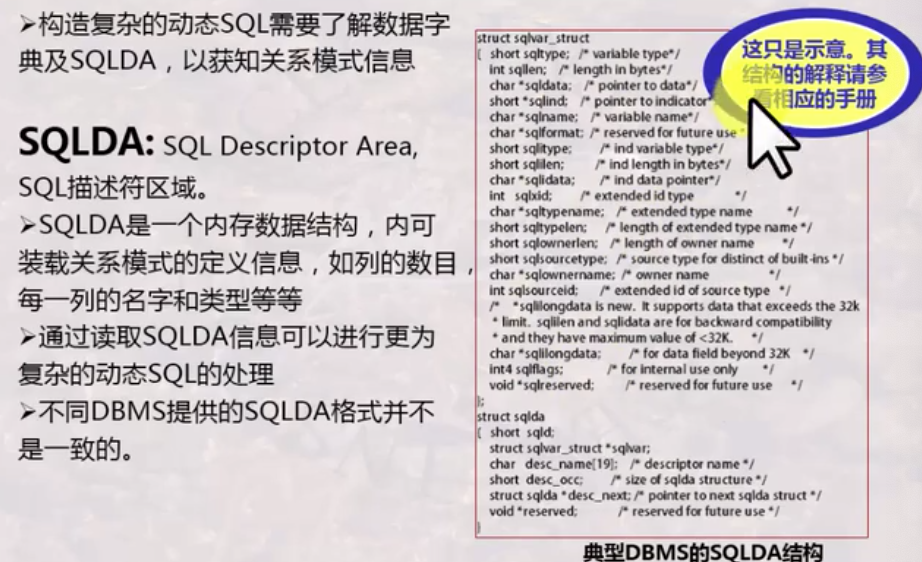 ➢构造复杂的动态SQL需要了解数据字
典及SQLDA，以获知关系模式信息
SQLDA: SQL Descriptor Area,
SQL描述符区域。
➢SQLDA是一个内存数据结构，内可
装载关系模式的定义信息，如列的数目，
每一列的名字和类型等等
➢通过读取SQLDA信息可以进行更为
复杂的动态SQL的处理
➢不同DBMS提供的SQLDA格式并不
是一致的。
struct sqlvar_struct
{ short sqltype; /* variable type*/
int sqllen; /* length in bytes*/
char *sqldata; /* pointer to data*/
short *sqlind; /* pointer to indicator*
char *sqlname; /* variable name*/
char *sqlformat; /* reserved for future use *
short sqlitype; /* ind variable type*/
short sqlilen; /* ind length in bytes*/
char *sqlidata; /* ind data pointer*/
int sqlxid; /* extended id type */
char *sqltypename; /* extended type name */
short sqltypelen; /* length of extended type name */
short sqlownerlen; /* length of owner name */
short sqlsourcetype; /* source type for distinct of built-ins */
char *sqlownername; /* owner name */
int sqlsourceid; /* extended id of source type */
/* *sqlilongdata is new. It supports data that exceeds the 32k
* limit. sqlilen and sqlidata are for backward compatibility
* and they have maximum value of <32K. */
char *sqlilongdata; /* for data field beyond 32K */
int4 sqlflags; /* for internal use only */
void *sqlreserved; /* reserved for future use */
};
struct sqlda
{ short sqld;
struct sqlvar_struct *sqlvar;
char desc_name[19]; /* descriptor name */
short desc_occ; /* size of sqlda structure */
struct sqlda *desc_next; /* pointer to next sqlda struct */
void *reserved; /* reserved for future use */
}
这只是示意。其
结构的解释请参
看相应的手册
典型DBMS的SQLDA结构